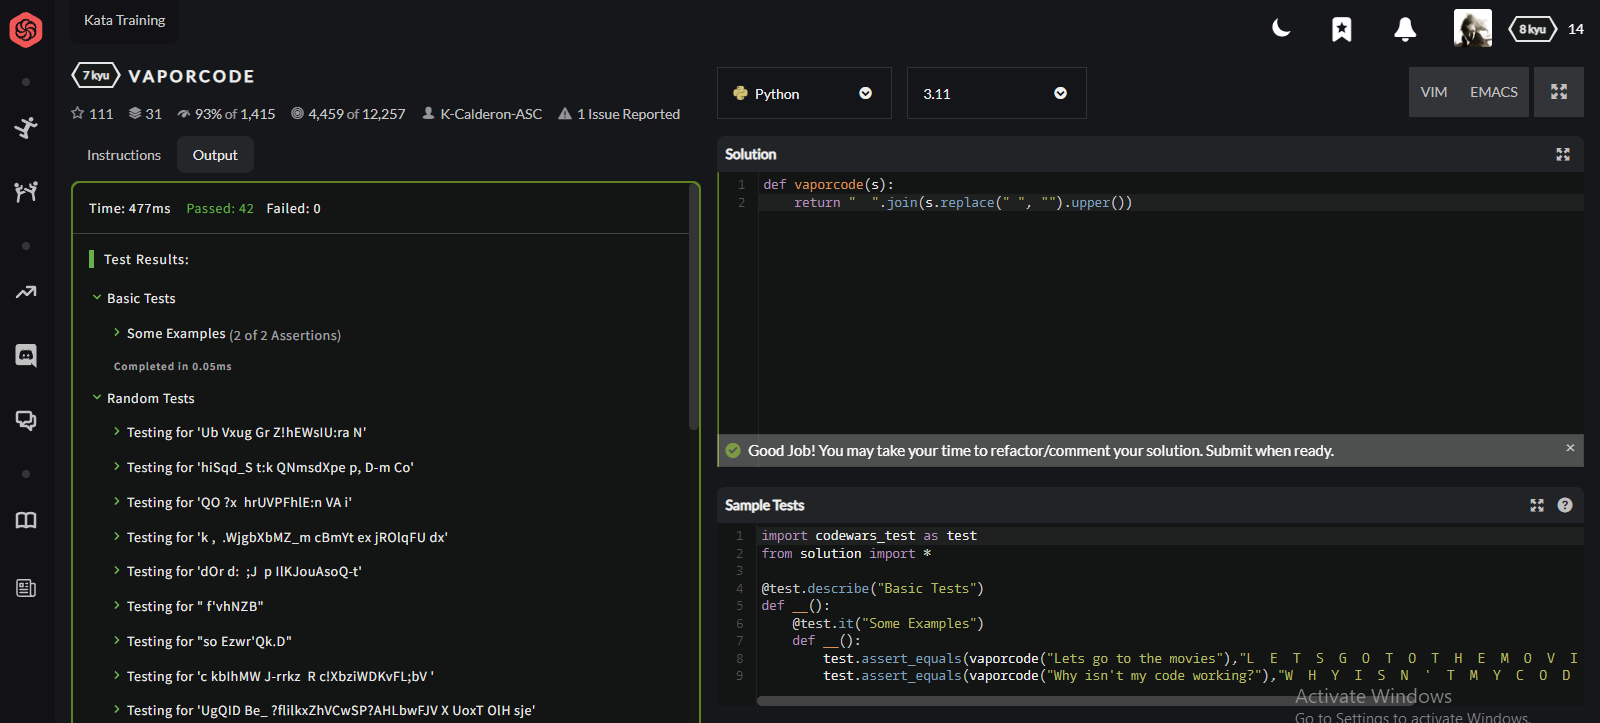 Kata Training
8 kyu 14
7 kyu VAPORCODE
111 31 93% of 1,415 4,459 of 12,257 K-Calderon-ASC 1 Issue Reported
Instructions Output
Time: 477ms Passed: 42 Failed: 0
Test Results:
Basic Tests
Some Examples (2 of 2 Assertions)
Completed in 0.05ms
Random Tests
Testing for 'Ub Vxug Gr Z!hEWsIU:ra N'
Testing for 'hiSqd_S t:k QNmsdXpe p, D-m Co'
Testing for 'QO ?x  hrUVPFhlE:n VA i'
Testing for 'k ,  .WjgbXbMZ_m cBmYt ex jROlqFU dx'
Testing for 'dOr d:  ;J  p IlKJouAsoQ-t'
Testing for " f'vhNZB"
Testing for "so Ezwr'Qk.D"
Testing for 'c kbIhMW J-rrkz  R c!XbziWDKvFL;bV '
Testing for 'UgQID Be_ ?flilkxZhVCwSP?AHLbwFJV X UoxT OlH sje'
Python 3.11 VIM EMACS
Solution
1 def vaporcode(s):
2     return "  ".join(s.replace(" ", "").upper())
Good Job! You may take your time to refactor/comment your solution. Submit when ready. ×
Sample Tests ?
1 import codewars_test as test
2 from solution import *
3
4 @test.describe("Basic Tests")
5 def __():
6     @test.it("Some Examples")
7     def __():
8         test.assert_equals(vaporcode("Lets go to the movies"),"L  E  T  S  G  O  T  O  T  H  E  M  O  V  I
9         test.assert_equals(vaporcode("Why isn't my code working?"),"W  H  Y  I  S  N  '  T  M  Y  C  O  D
Activate Windows
Go to Settings to activate Windows.